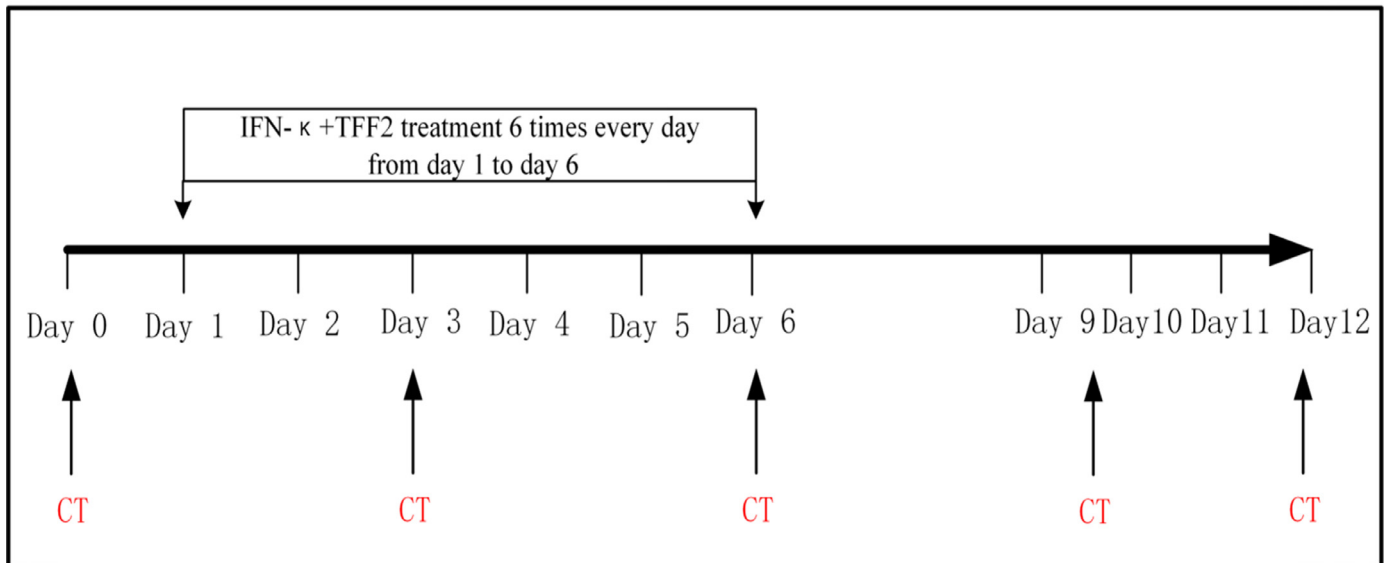 IFN- κ +TFF2 treatment 6 times every day
from day 1 to day 6
Day 0 Day 1 Day 2 Day 3 Day 4 Day 5 Day 6 Day 9 Day10 Day11 Day12
CT CT CT CT CT